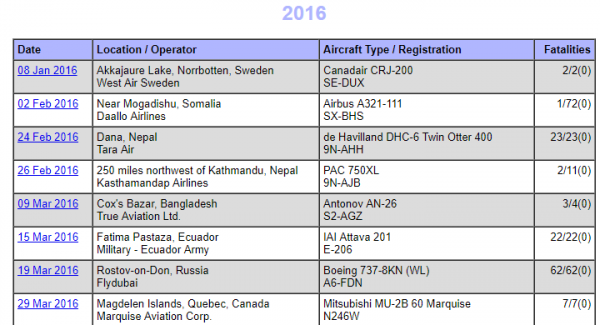 2016
Date Location / Operator Aircraft Type / Registration Fatalities
08 Jan 2016 Akkajaure Lake, Norrbotten, Sweden Canadair CRJ-200 2/2(0)
West Air Sweden SE-DUX
02 Feb 2016 Near Mogadishu, Somalia Airbus A321-111 1/72(0)
Daallo Airlines SX-BHS
24 Feb 2016 Dana, Nepal de Havilland DHC-6 Twin Otter 400 23/23(0)
Tara Air 9N-AHH
26 Feb 2016 250 miles northwest of Kathmandu, Nepal PAC 750XL 2/11(0)
Kasthamandap Airlines 9N-AJB
09 Mar 2016 Cox's Bazar, Bangladesh Antonov AN-26 3/4(0)
True Aviation Ltd. S2-AGZ
15 Mar 2016 Fatima Pastaza, Ecuador IAI Attava 201 22/22(0)
Military - Ecuador Army E-206
19 Mar 2016 Rostov-on-Don, Russia Boeing 737-8KN (WL) 62/62(0)
Flydubai A6-FDN
29 Mar 2016 Magdelen Islands, Quebec, Canada Mitsubishi MU-2B 60 Marquise 7/7(0)
Marquise Aviation Corp. N246W